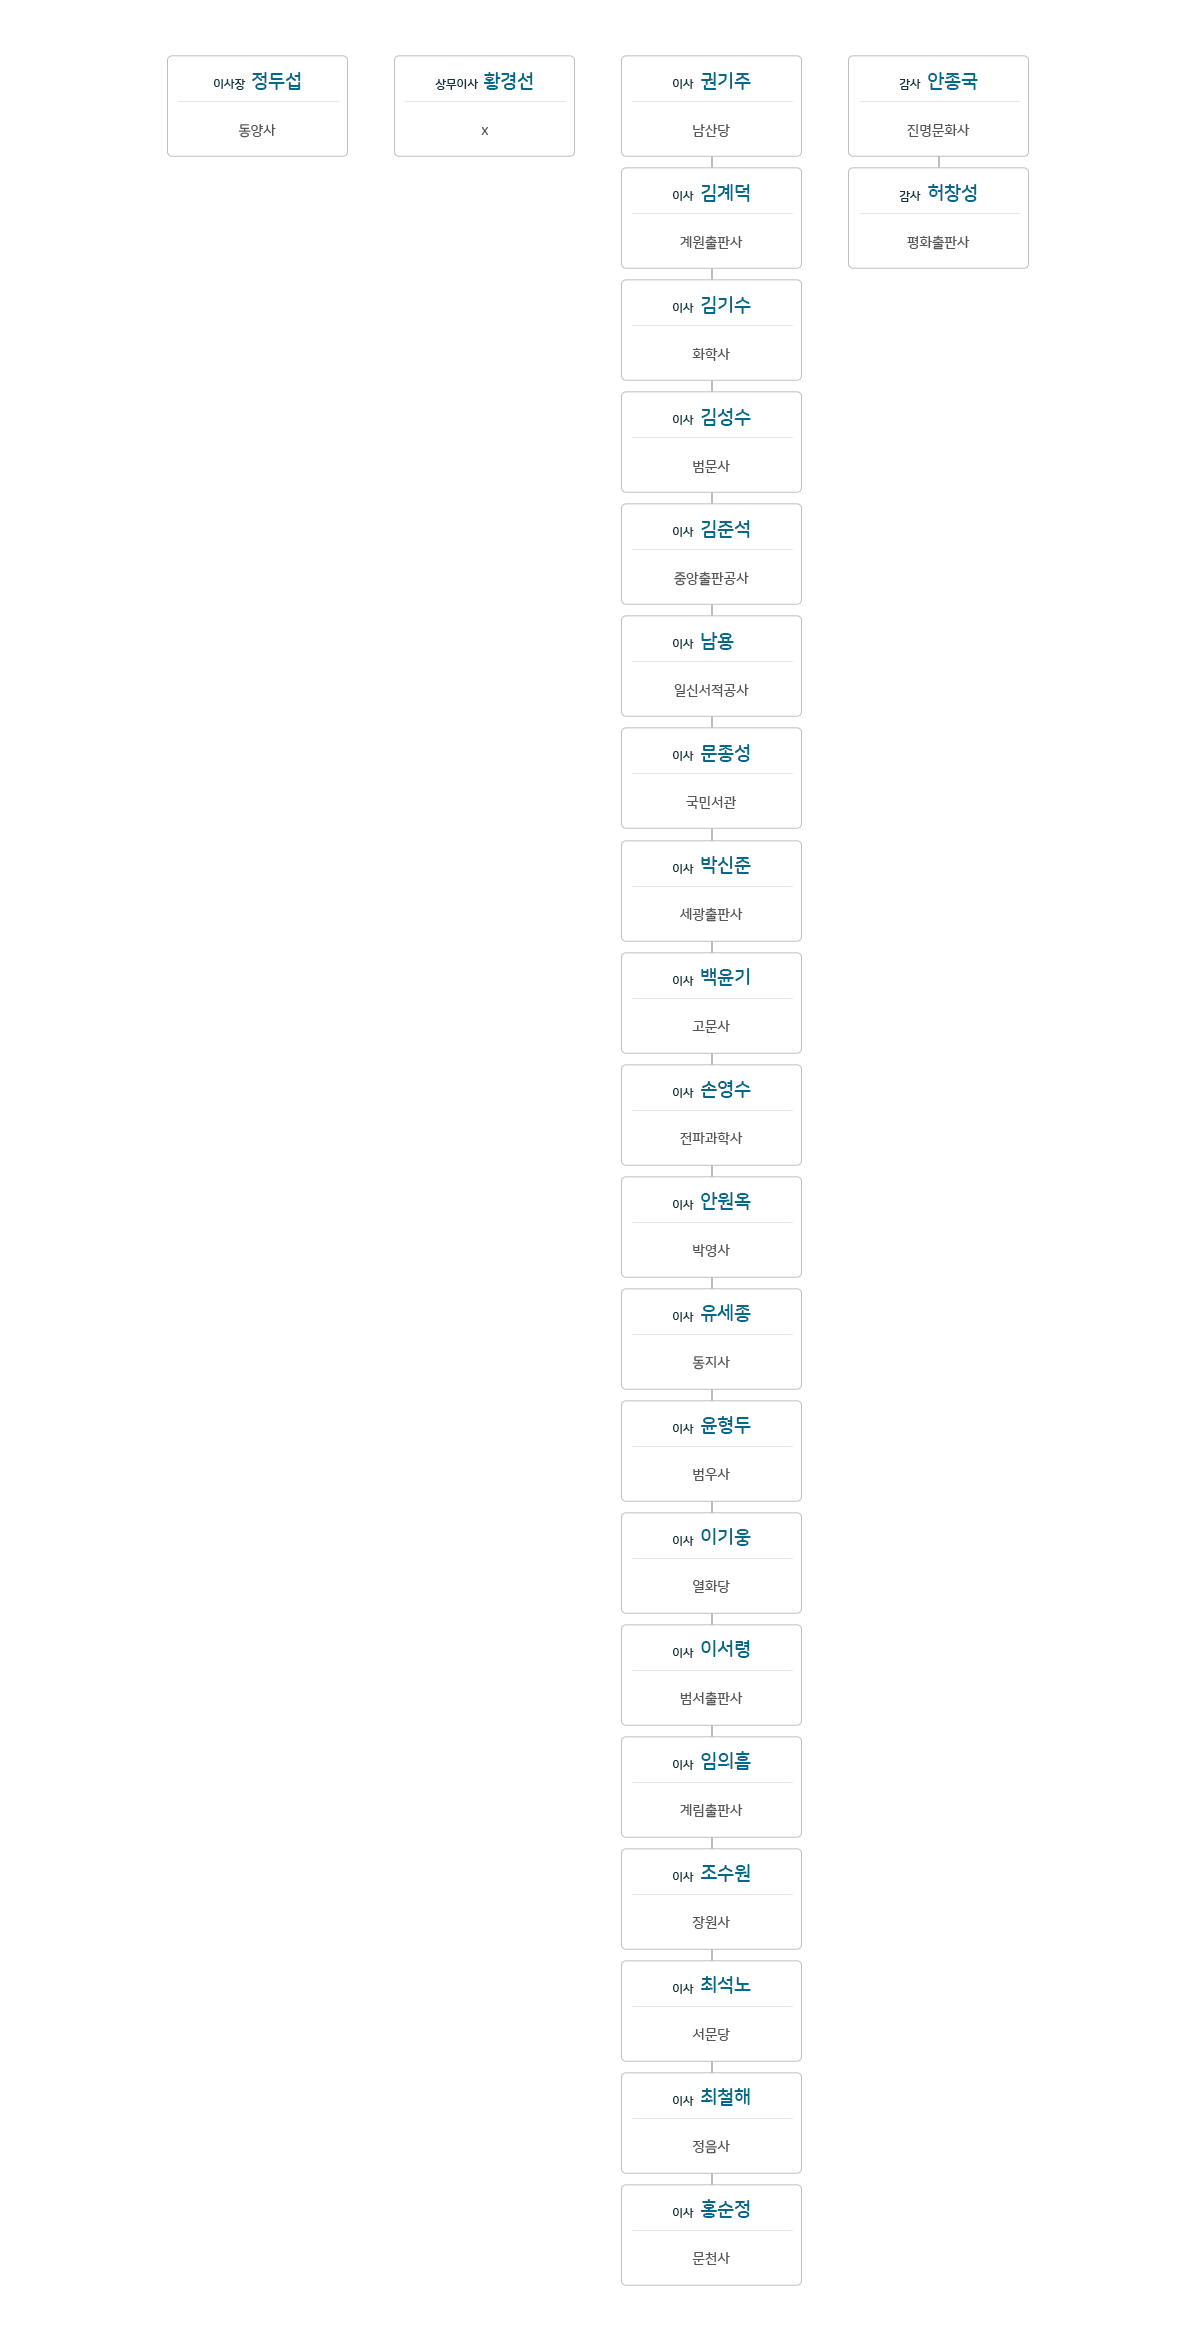 이사장 정두섭
동양사
상무이사 황경선
x
이사 권기주
남산당
이사 김계덕
계원출판사
이사 김기수
화학사
이사 김성수
범문사
이사 김준석
중앙출판공사
이사 남용
일신서적공사
이사 문종성
국민서관
이사 박신준
세광출판사
이사 백윤기
고문사
이사 손영수
전파과학사
이사 안원옥
박영사
이사 유세종
동지사
이사 윤형두
범우사
이사 이기웅
열화당
이사 이서령
범서출판사
이사 임의흠
계림출판사
이사 조수원
장원사
이사 최석노
서문당
이사 최철해
정음사
이사 홍순정
문천사
감사 안종국
진명문화사
감사 허창성
평화출판사